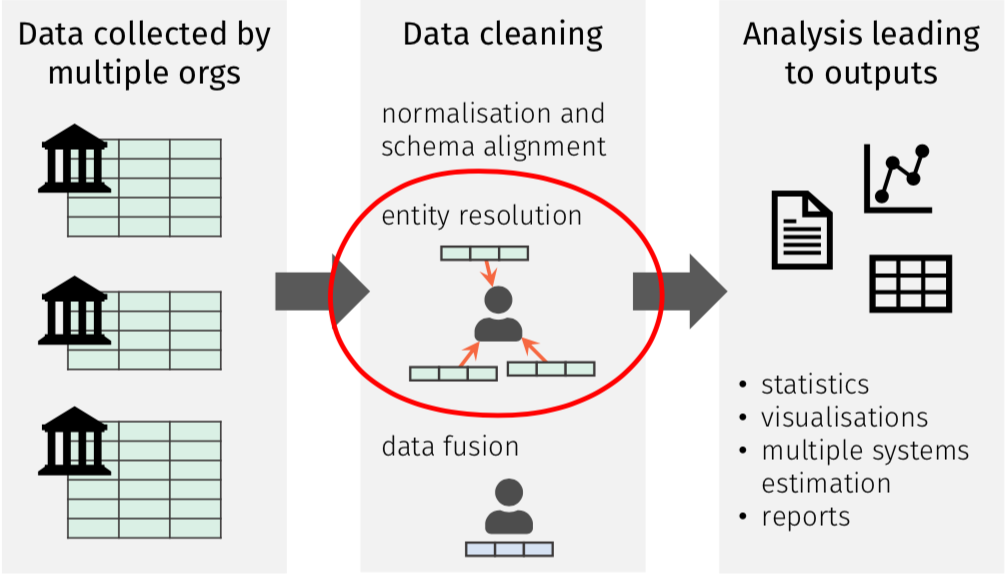 Data collected by
multiple orgs
Data cleaning
normalisation and
schema alignment
entity resolution
data fusion
Analysis leading
to outputs
• statistics
• visualisations
• multiple systems
estimation
• reports